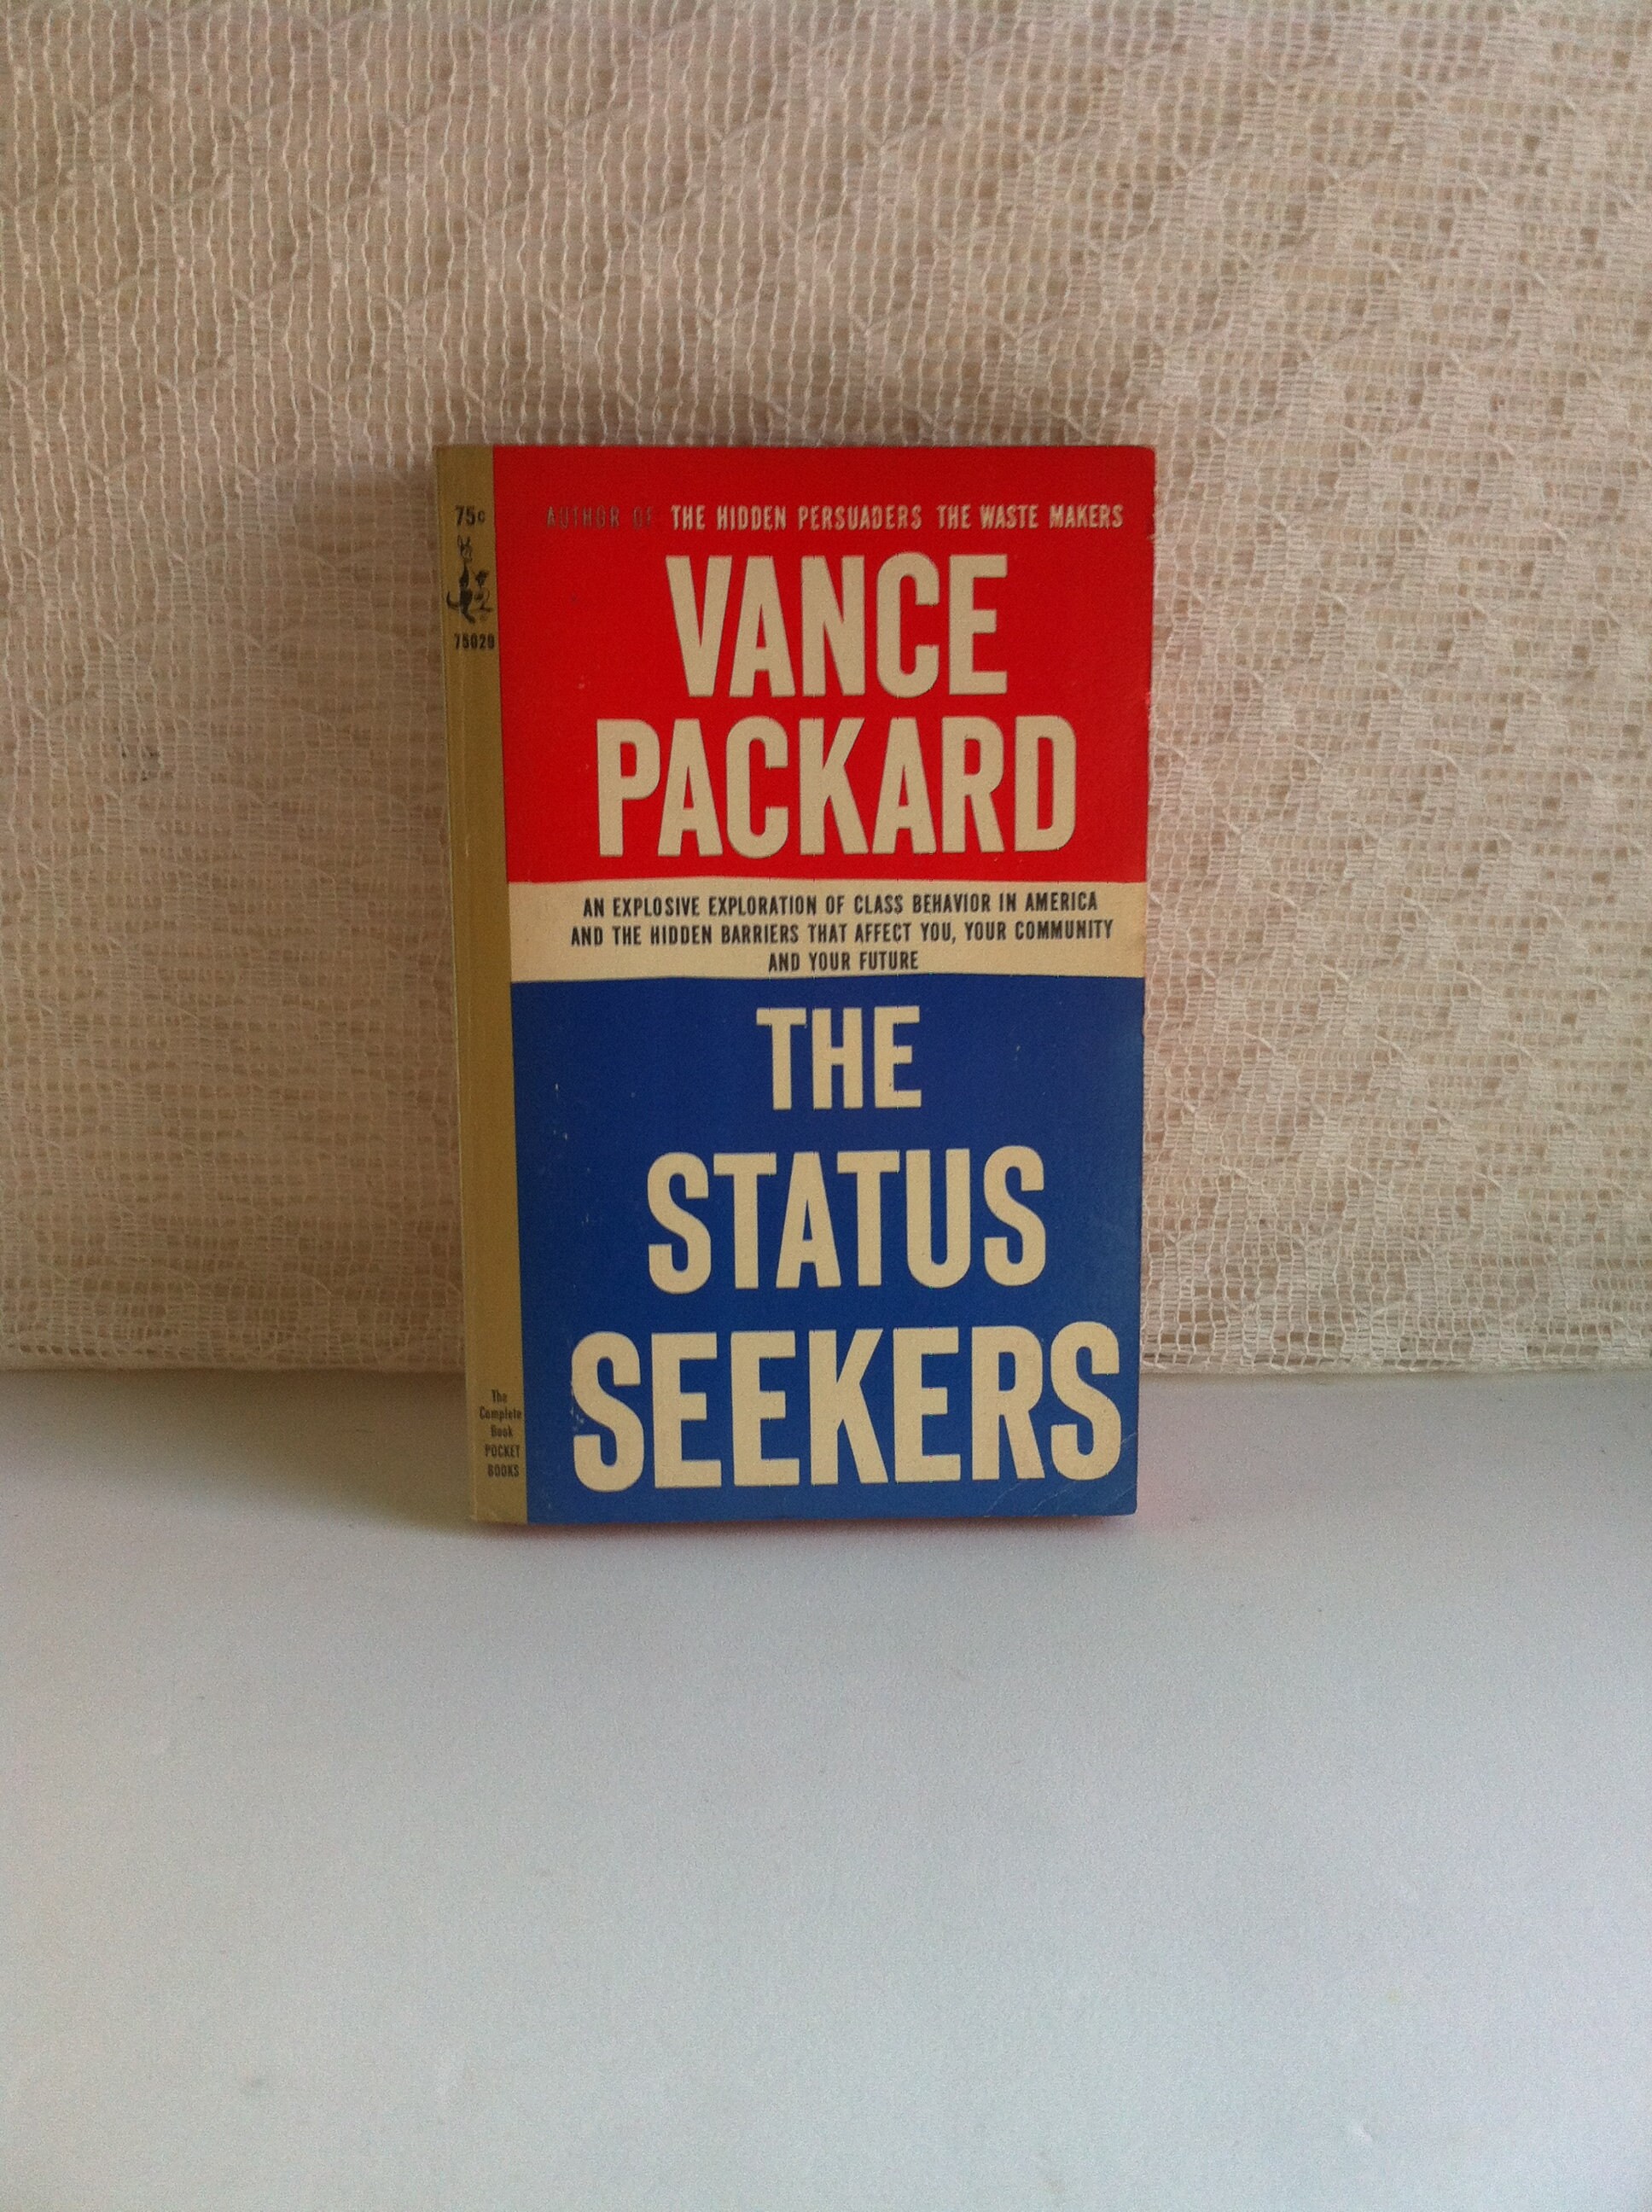 75c
75029
AUTHOR OF THE HIDDEN PERSUADERS THE WASTE MAKERS
VANCE
PACKARD
AN EXPLOSIVE EXPLORATION OF CLASS BEHAVIOR IN AMERICA
AND THE HIDDEN BARRIERS THAT AFFECT YOU, YOUR COMMUNITY
AND YOUR FUTURE
THE
STATUS
SEEKERS
The
Complete
Book
POCKET
BOOKS